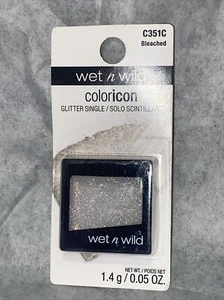 C351C
Bleached
wet n wild
coloricon
GLITTER SINGLE / SOLO SCINTILLANT
wet n wild
NET WT. / POIDS NET
1.4 g / 0.05 OZ.